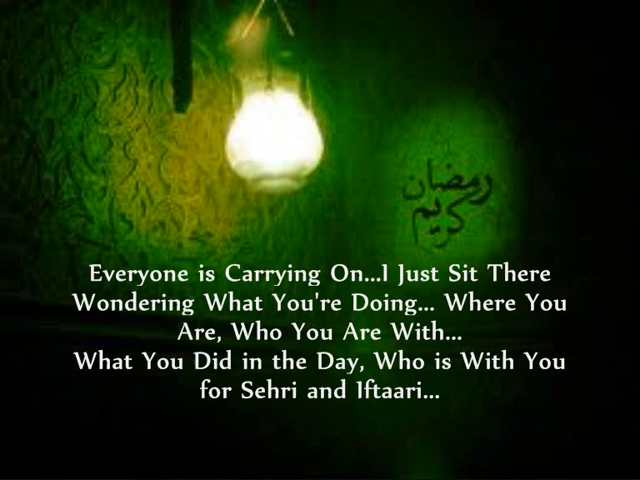 رمضان
كريم
Everyone is Carrying On...I Just Sit There
Wondering What You're Doing... Where You
Are, Who You Are With...
What You Did in the Day, Who is With You
for Sehri and Iftaari...